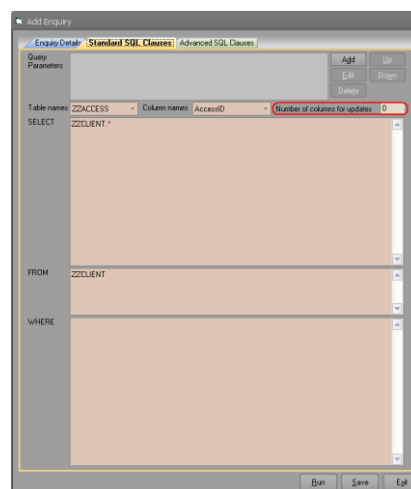 Add Enquiry
Enquiry Details Standard SQL Clauses Advanced SQL Clauses
Query Parameters
Add Up
Edit Down
Delete
Table names ZZACCESS Column names AccessID Number of columns for updates 0
SELECT ZZCLIENT.*
FROM ZZCLIENT
WHERE
Run Save Exit